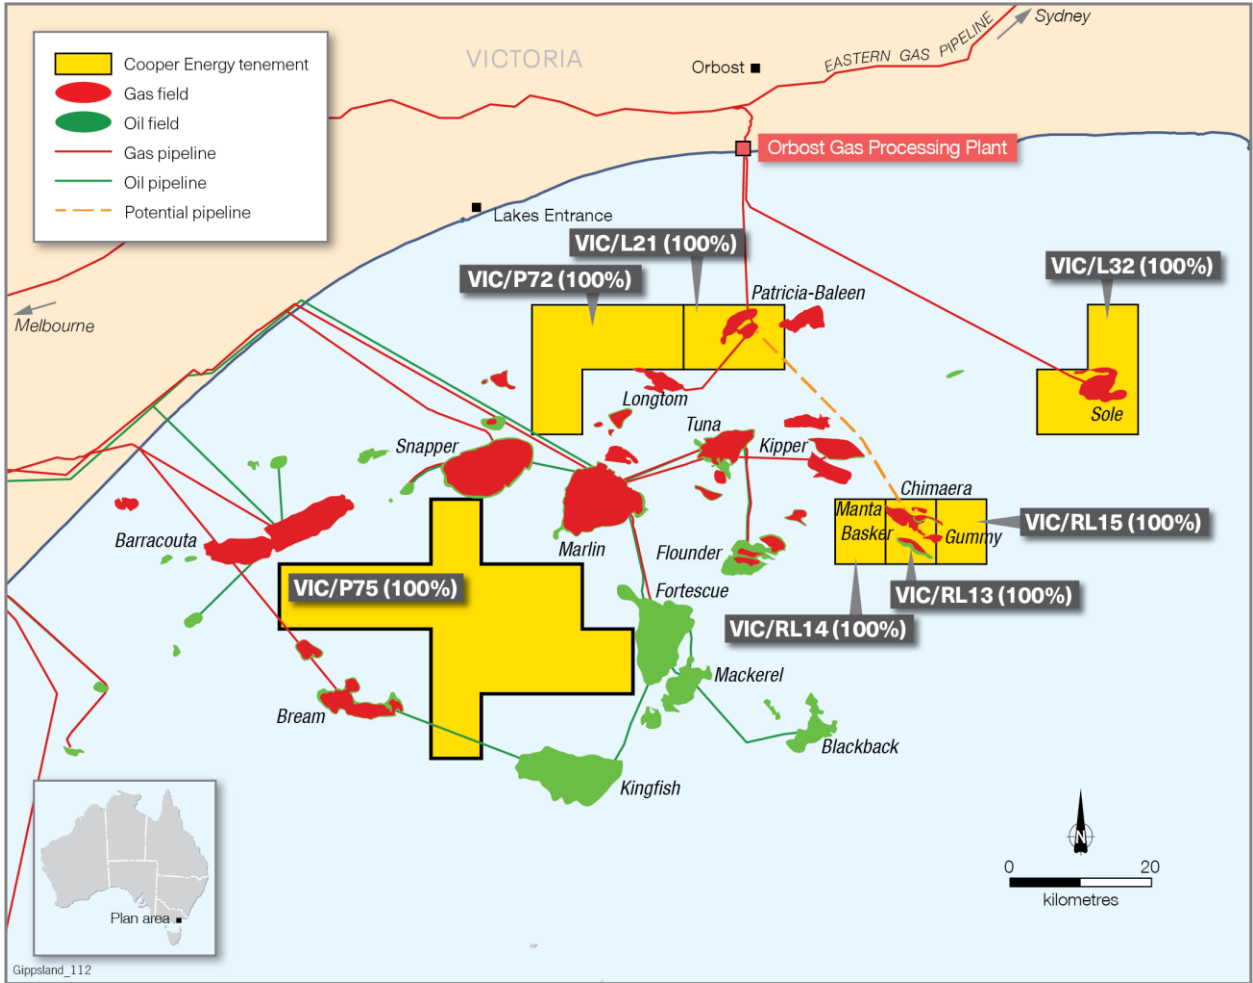 Sydney
EASTERN GAS PIPELINE
VICTORIA
Orbost
Cooper Energy tenement
Gas field
Oil field
Gas pipeline
Oil pipeline
Potential pipeline
Orbost Gas Processing Plant
Lakes Entrance
VIC/L21 (100%)
VIC/P72 (100%)
VIC/L32 (100%)
Patricia-Baleen
Melbourne
Longtom
Sole
Tuna
Snapper
Kipper
Chimaera
Manta
Basker
Gummy
VIC/RL15 (100%)
Barracouta
Marlin
Flounder
VIC/P75 (100%)
Fortescue
VIC/RL13 (100%)
VIC/RL14 (100%)
Mackerel
Bream
Blackback
Kingfish
N
0 20
kilometres
Plan area
Gippsland_112